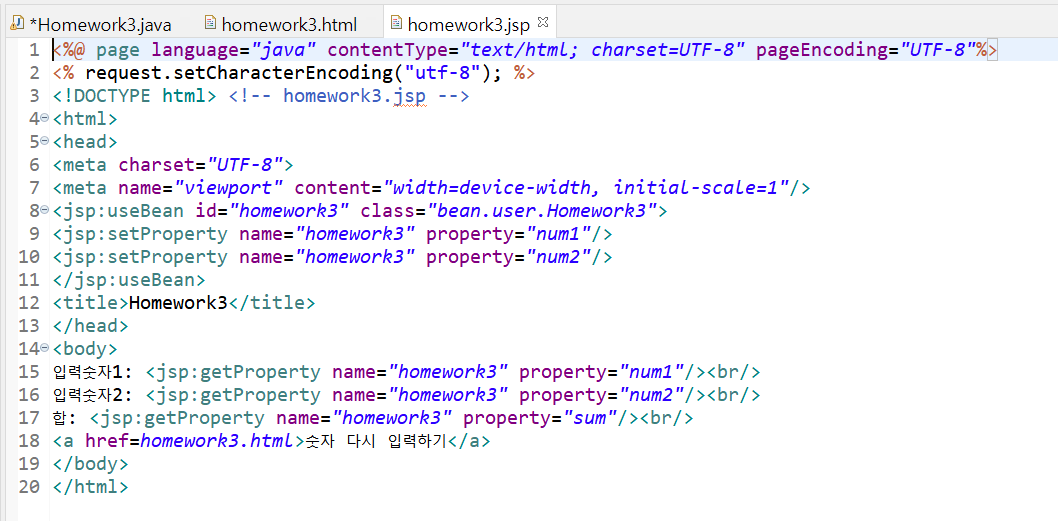 *Homework3.java homework3.html homework3.jsp
1 <%@ page language="java" contentType="text/html; charset=UTF-8" pageEncoding="UTF-8"%>
2 <% request.setCharacterEncoding("utf-8"); %>
3 <!DOCTYPE html> <!-- homework3.jsp -->
4 <html>
5 <head>
6 <meta charset="UTF-8">
7 <meta name="viewport" content="width=device-width, initial-scale=1"/>
8 <jsp:useBean id="homework3" class="bean.user.Homework3">
9 <jsp:setProperty name="homework3" property="num1"/>
10 <jsp:setProperty name="homework3" property="num2"/>
11 </jsp:useBean>
12 <title>Homework3</title>
13 </head>
14 <body>
15 입력숫자1: <jsp:getProperty name="homework3" property="num1"/><br/>
16 입력숫자2: <jsp:getProperty name="homework3" property="num2"/><br/>
17 합: <jsp:getProperty name="homework3" property="sum"/><br/>
18 <a href=homework3.html>숫자 다시 입력하기</a>
19 </body>
20 </html>